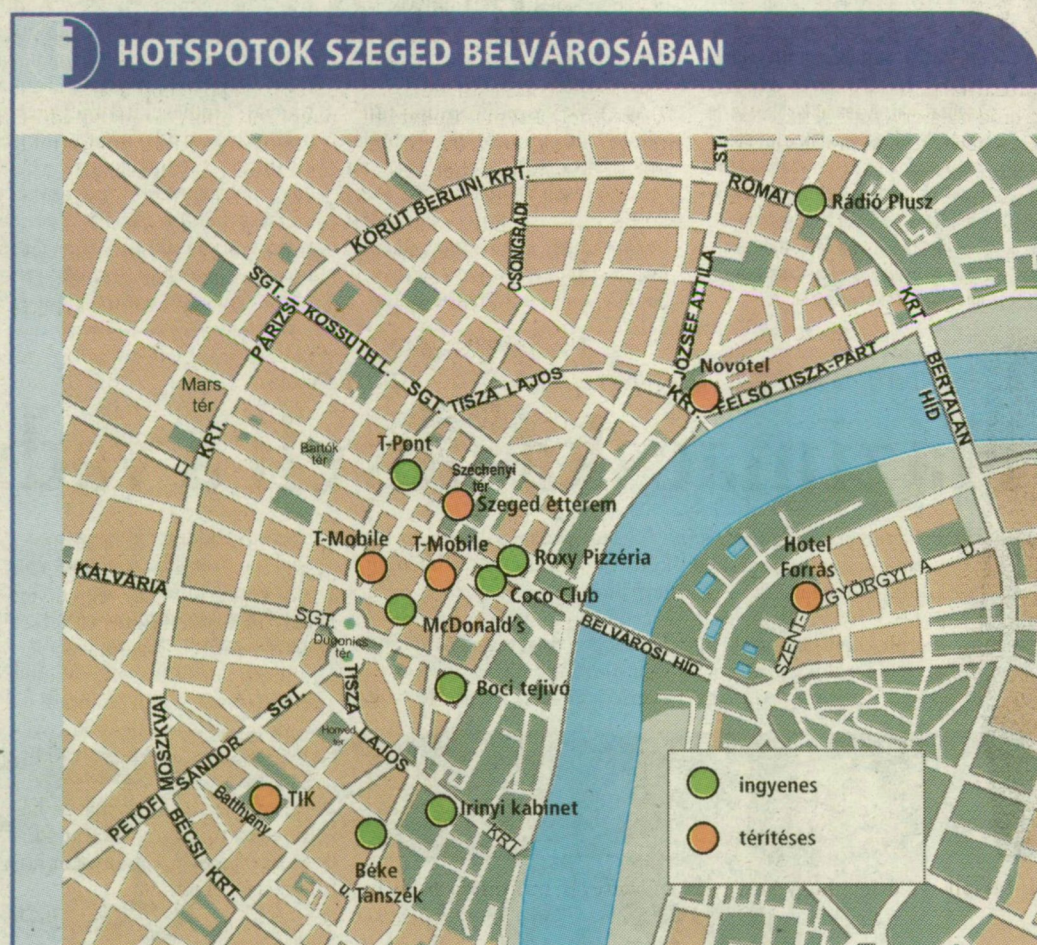 i HOTSPOTOK SZEGED BELVÁROSÁBAN
RÓMAI
Rádió Plusz
KÖRÚT BERLINI KRT.
CSONGRÁDI
JÓZSEF ATTILA
SGT.
KOSSUTH L.
SGT.
PÁRIZSI
KRT.
TISZA LAJOS
KRT.
Novotel
FELSŐ TISZA-PART
KRT.
BERTALAN
HÍD
Mars
tér
U
Bartók
tér
T-Pont
Széchenyi
tér
Szeged étterem
T-Mobile
T-Mobile
Roxy Pizzéria
Coco Club
McDonald's
Hotel
Forrás
SZENT-GYÖRGYI A
U.
KÁLVÁRIA
SGT.
Dugonics
tér
BELVÁROSI HÍD
Boci tejivó
TISZA
LAJOS
KRT
Honvéd
tér
MOSZKVAI
PETŐFI SÁNDOR
SGT.
BÉCSI
KRT.
Batthyány
TIK
Irinyi kabinet
Béke
Tanszék
u.
ingyenes
térítéses